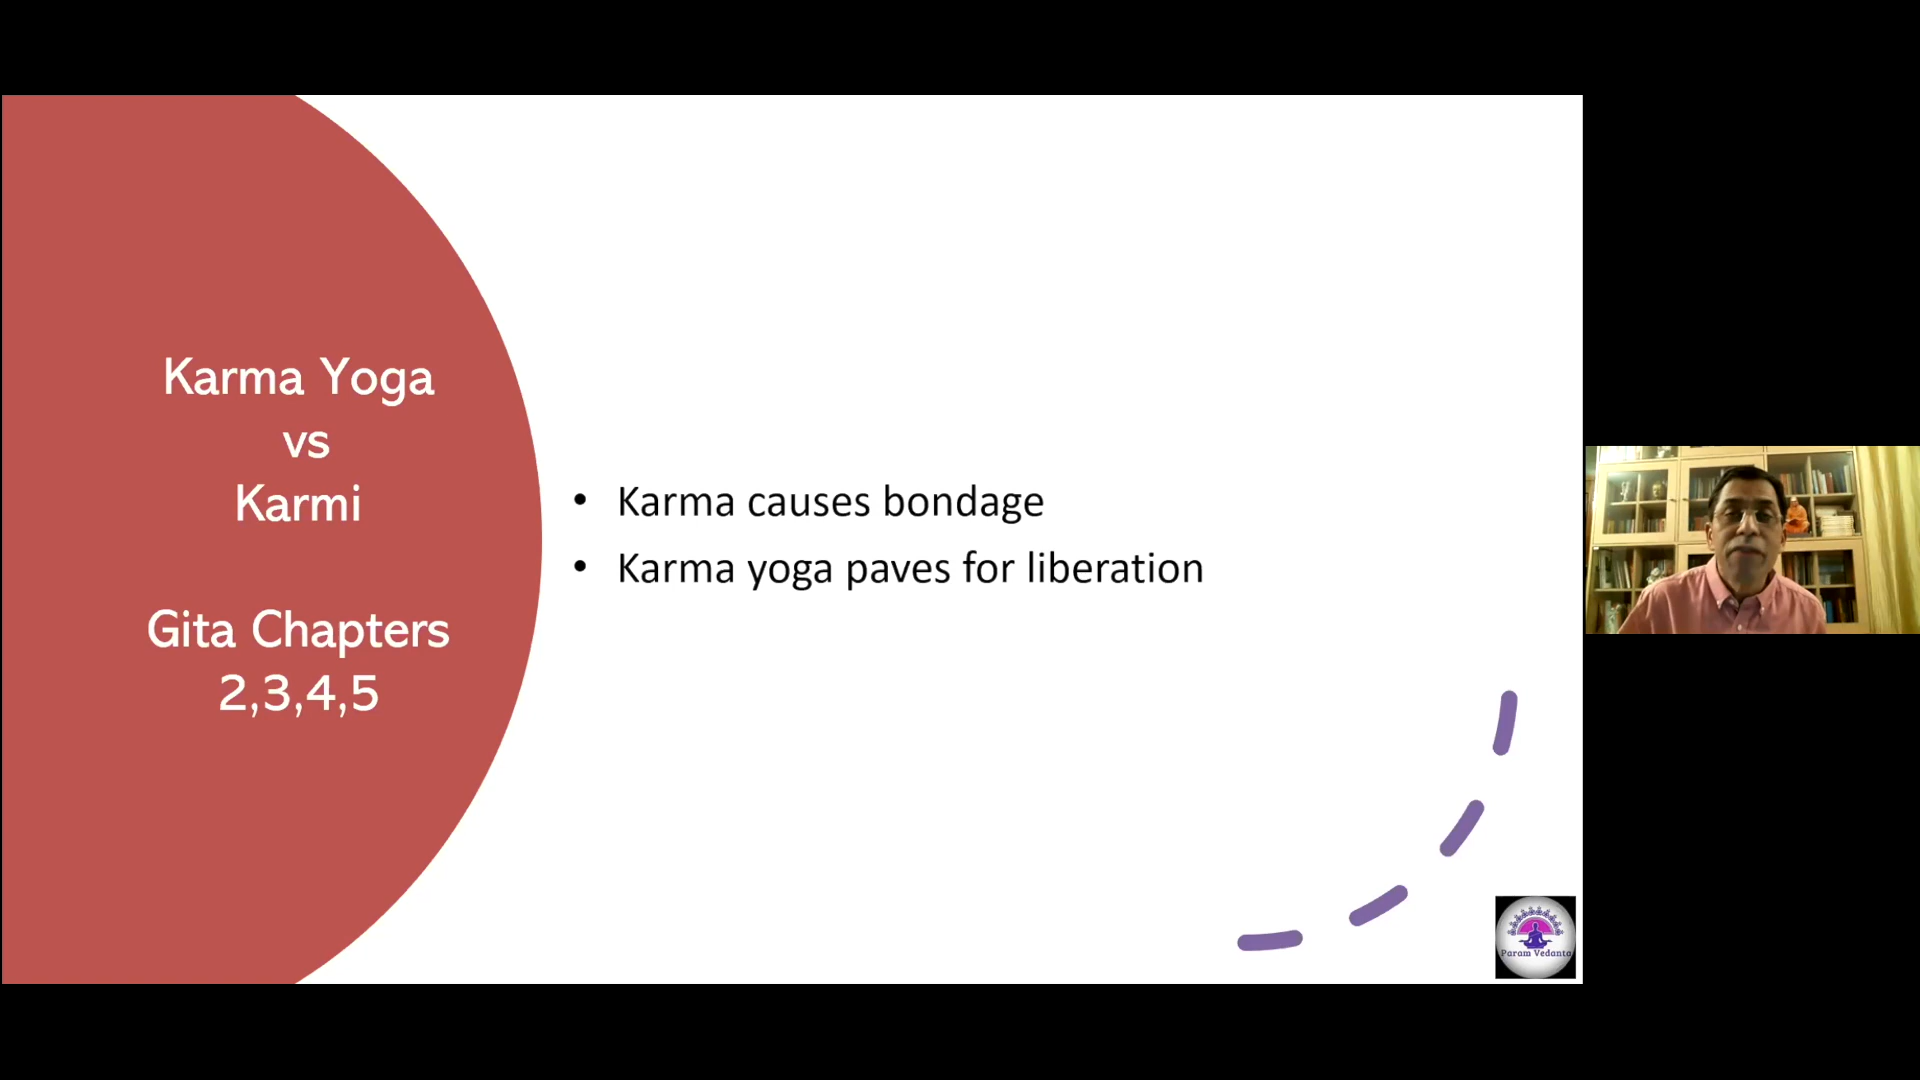 Karma Yoga
vs
Karmi
Gita Chapters
2,3,4,5
• Karma causes bondage
• Karma yoga paves for liberation
Param Vedanta